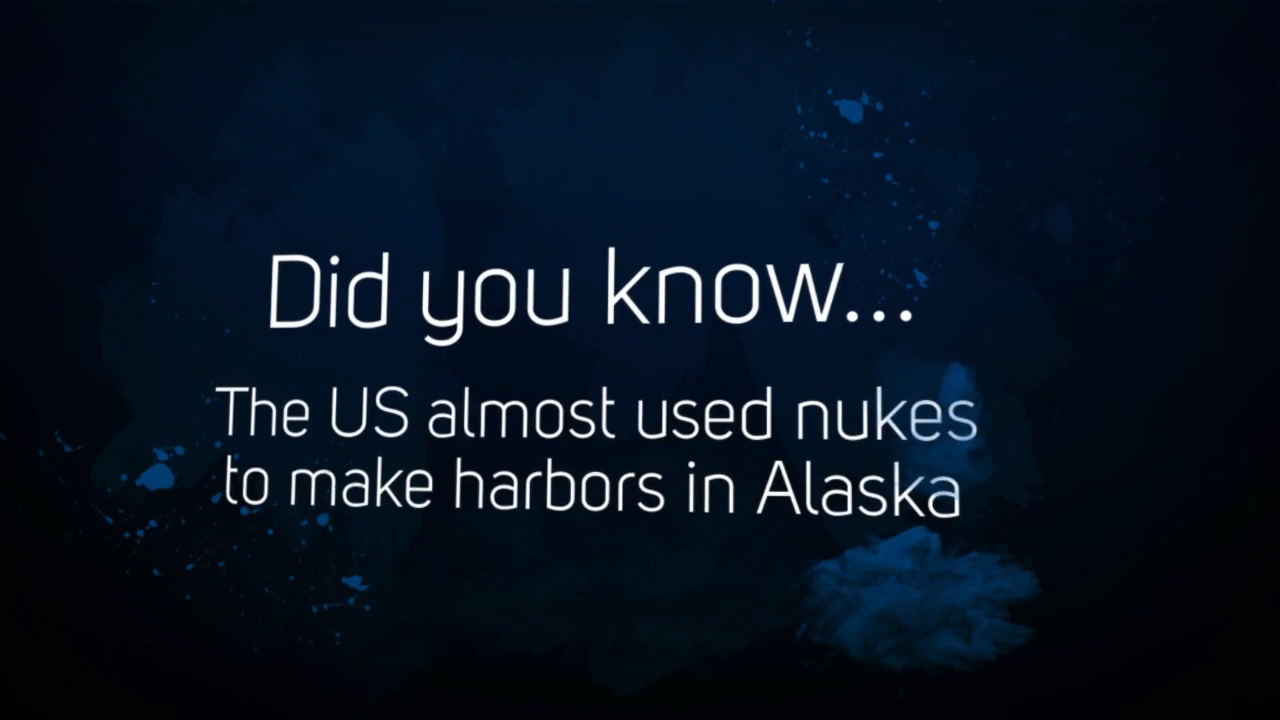 Did you know...
The US almost used nukes
to make harbors in Alaska